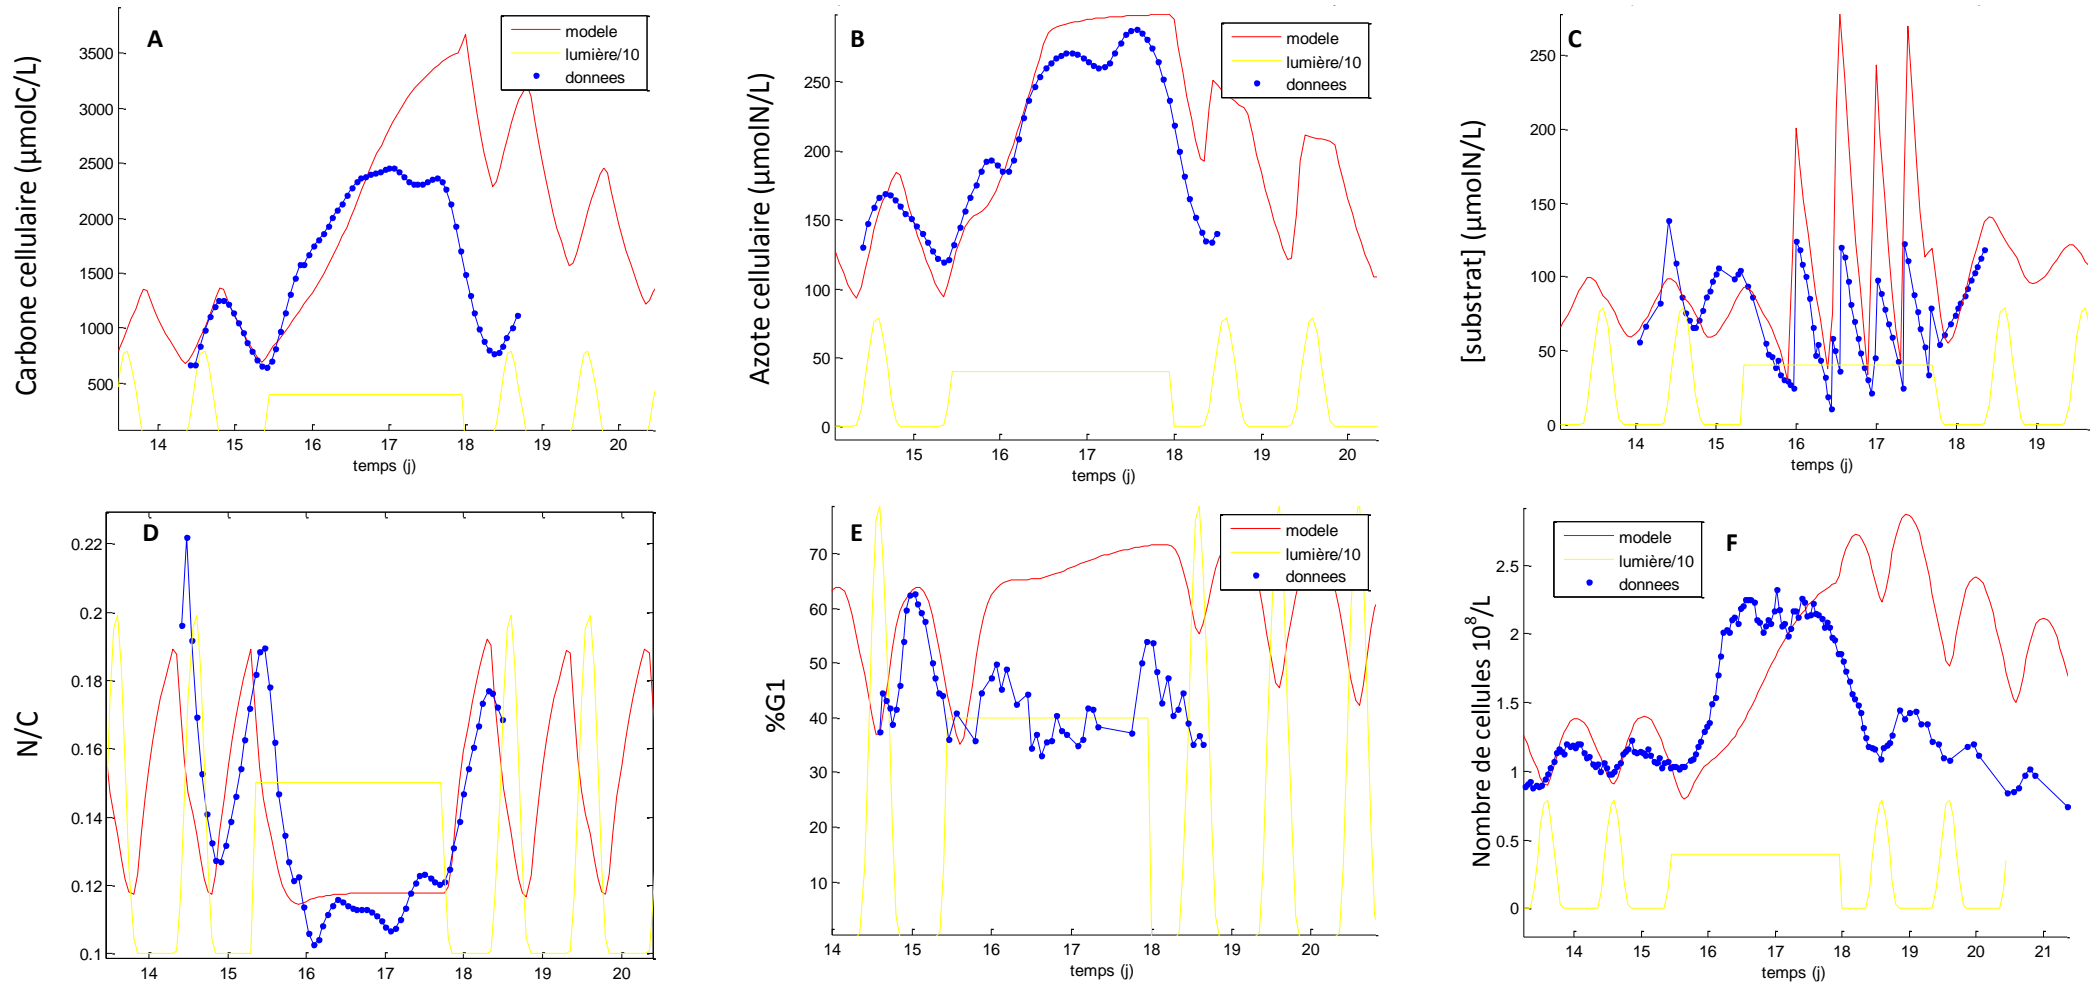 A
modele
lumière/10
donnees
Carbone cellulaire (µmolC/L)
3500
3000
2500
2000
1500
1000
500
14 15 16 17 18 19 20
temps (j)
B
modele
lumière/10
donnees
Azote cellulaire (µmolN/L)
250
200
150
100
50
0
15 16 17 18 19 20
temps (j)
C
modele
lumière/10
donnees
[substrat] (µmolN/L)
250
200
150
100
50
0
14 15 16 17 18 19
temps (j)
D
N/C
0.22
0.2
0.18
0.16
0.14
0.12
0.1
14 15 16 17 18 19 20
E
modele
lumière/10
donnees
%G1
70
60
50
40
30
20
10
14 15 16 17 18 19 20
temps (j)
F
modele
lumière/10
donnees
Nombre de cellules 10⁸/L
2.5
2
1.5
1
0.5
0
14 15 16 17 18 19 20 21
temps (j)